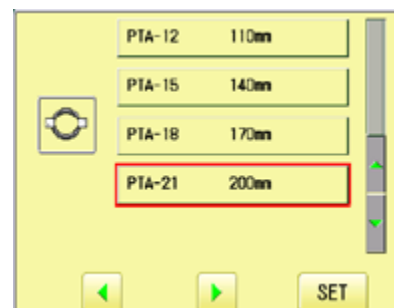 PTA-12 110mm
PTA-15 140mm
PTA-18 170mm
PTA-21 200mm
SET